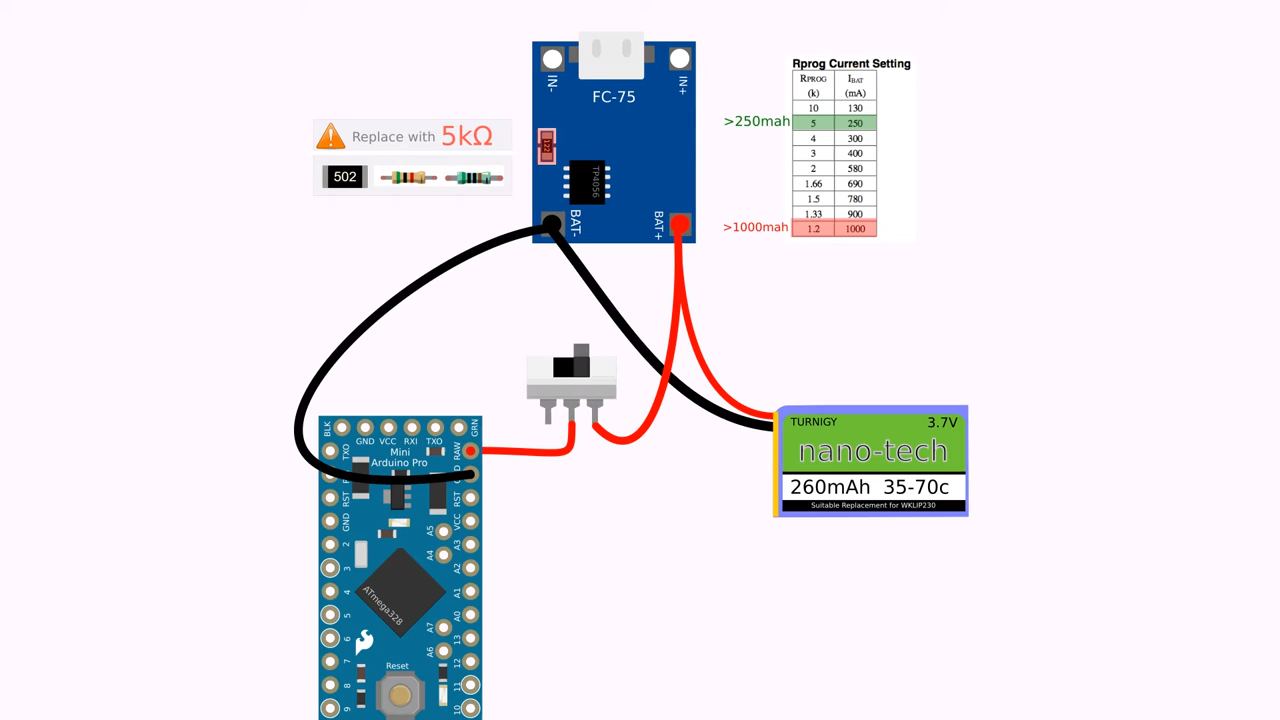 IN-
IN+
FC-75
122
TP4056
BAT-
BAT+
Replace with 5kΩ
502
Rprog Current Setting
RPROG (k) IBAT (mA)
10 130
>250mah 5 250
4 300
3 400
2 580
1.66 690
1.5 780
1.33 900
>1000mah 1.2 1000
TURNIGY 3.7V
nano-tech
260mAh 35-70c
Suitable Replacement for WKLIP230
BLK GRN
GND VCC RXI TXO
Mini
Arduino Pro
TXO RAW
RST RST
GND VCC
2 A3
3 A2
4 A1
5 A0
6 13
7 12
8 11
9 10
A5
A4
A7
A6
ATmega328
Reset